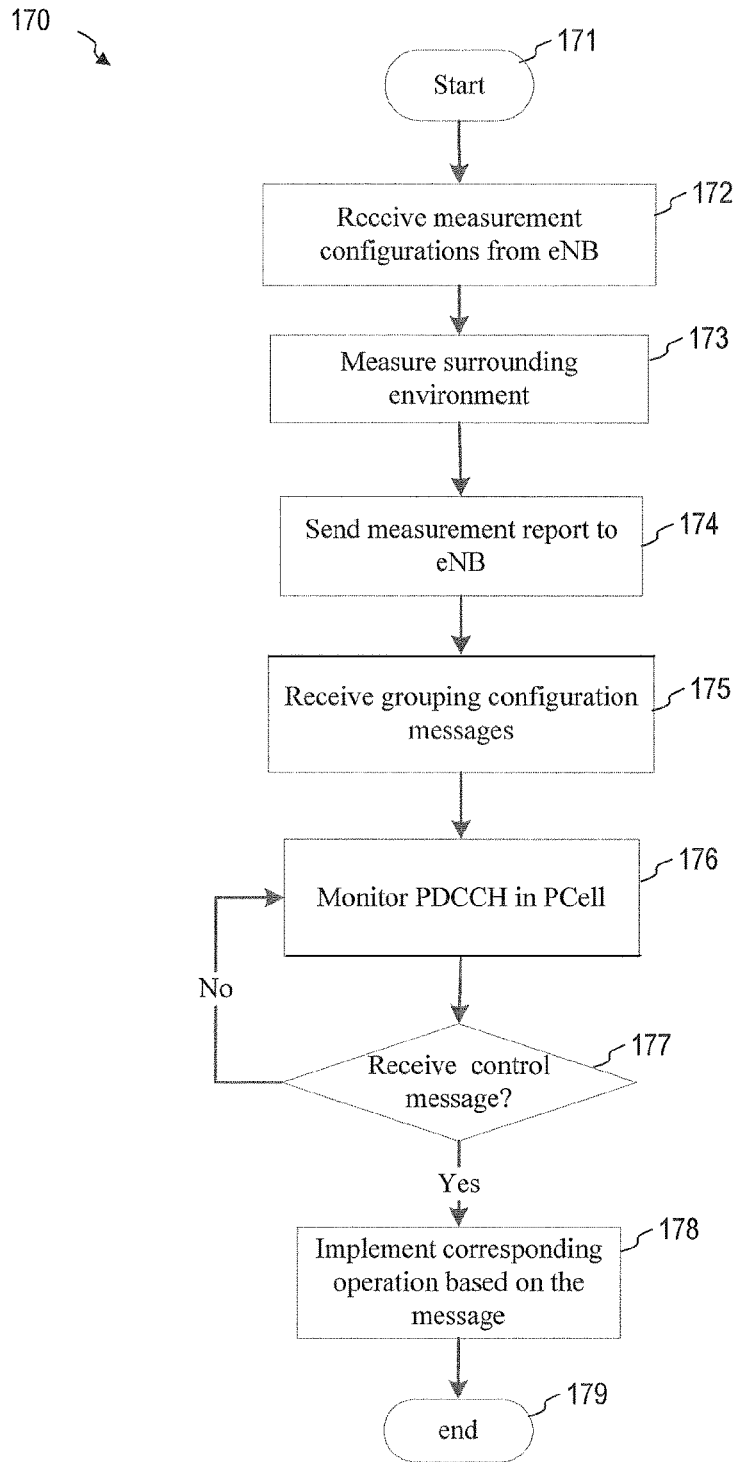 170
171
Start
172
Receive measurement
configurations from eNB
173
Measure surrounding
environment
174
Send measurement report to
eNB
175
Receive grouping configuration
messages
176
Monitor PDCCH in PCell
No
177
Receive control
message?
Yes
178
Implement corresponding
operation based on the
message
179
end